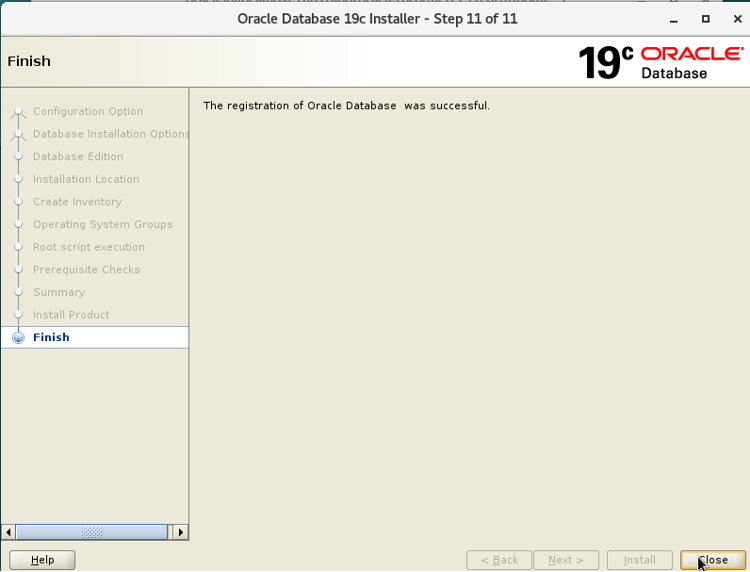 Oracle Database 19c Installer - Step 11 of 11
Finish
19c ORACLE
Database
Configuration Option
Database Installation Options
Database Edition
Installation Location
Create Inventory
Operating System Groups
Root script execution
Prerequisite Checks
Summary
Install Product
Finish
The registration of Oracle Database  was successful.
Help
< Back
Next >
Install
Close